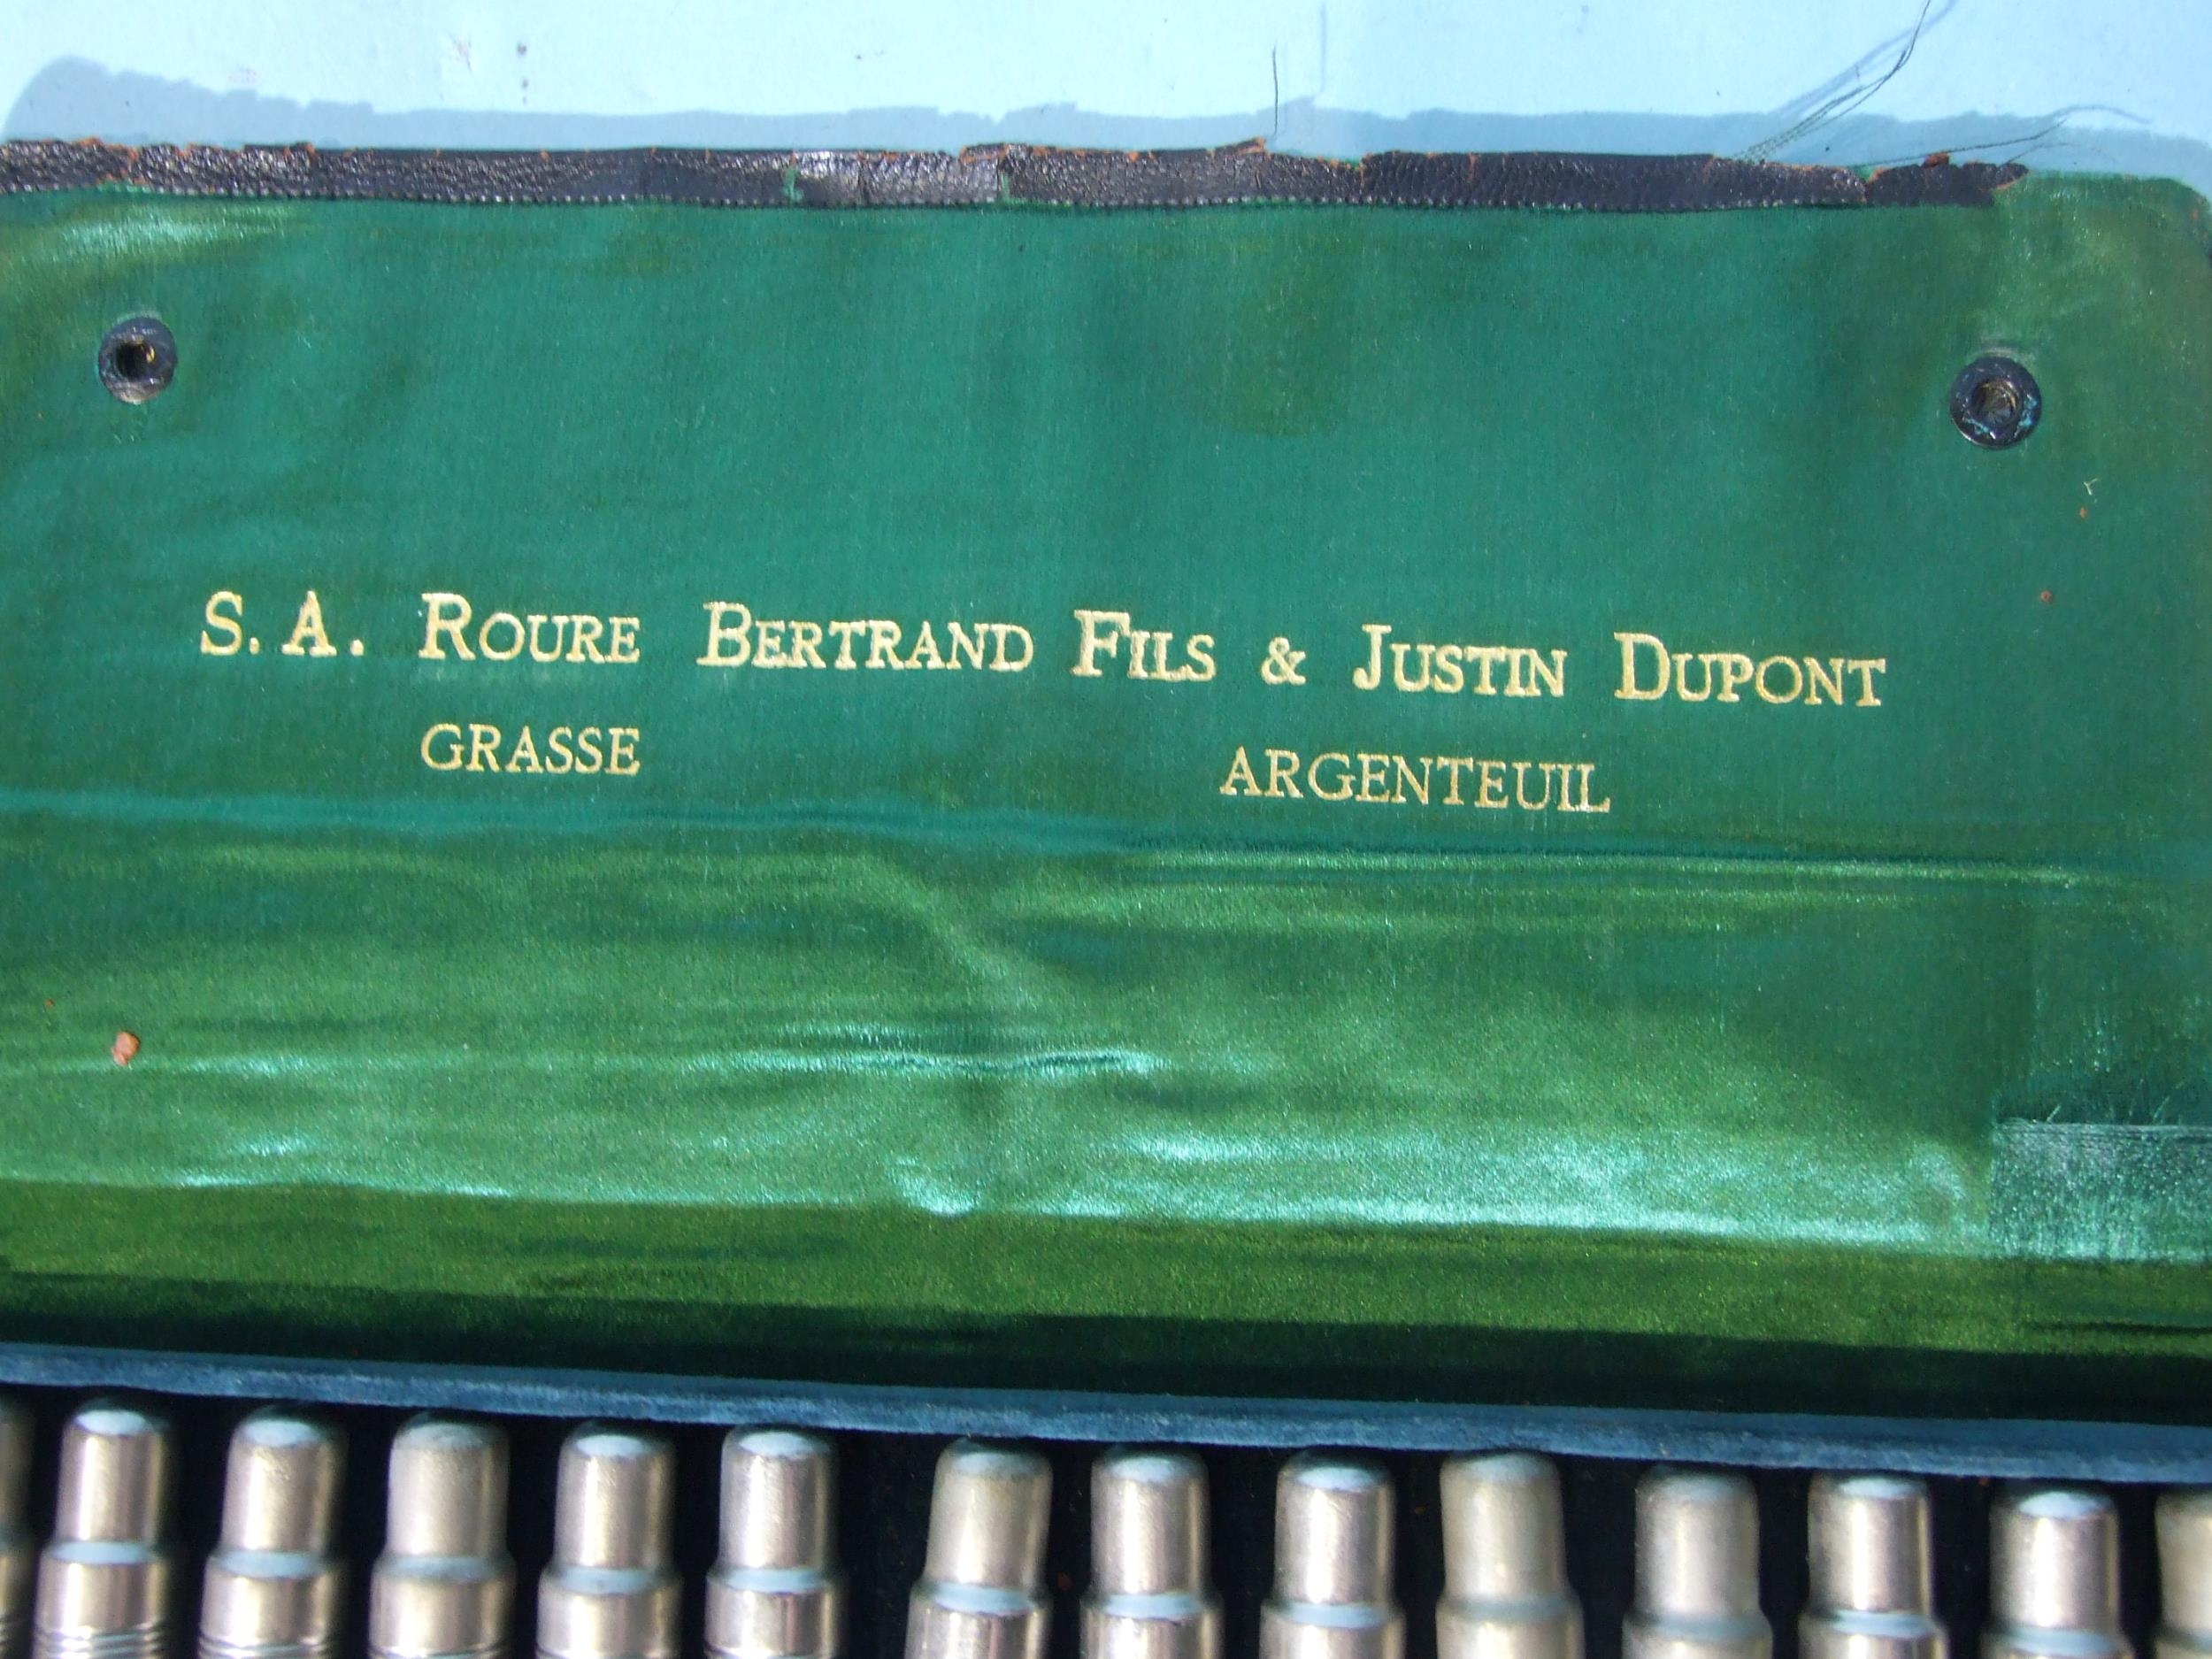 S. A. ROURE BERTRAND FILS & JUSTIN DUPONT
GRASSE ARGENTEUIL